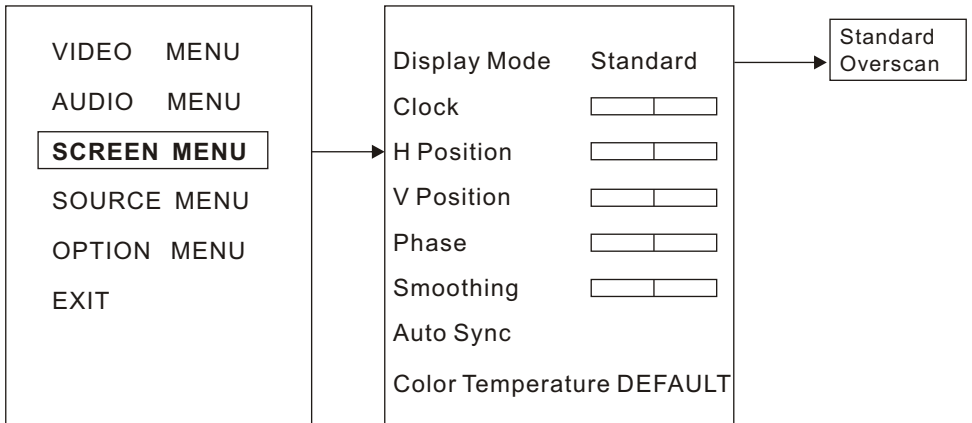 VIDEO MENU
AUDIO MENU
SCREEN MENU
SOURCE MENU
OPTION MENU
EXIT
Display Mode Standard
Clock
H Position
V Position
Phase
Smoothing
Auto Sync
Color Temperature DEFAULT
Standard
Overscan